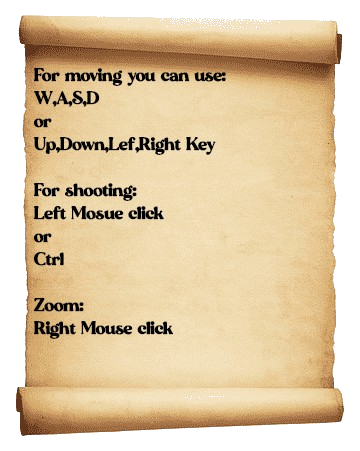 For moving you can use:
W,A,S,D
or
Up,Down,Lef,Right Key
For shooting:
Left Mosue click
or
Ctrl
Zoom:
Right Mouse click